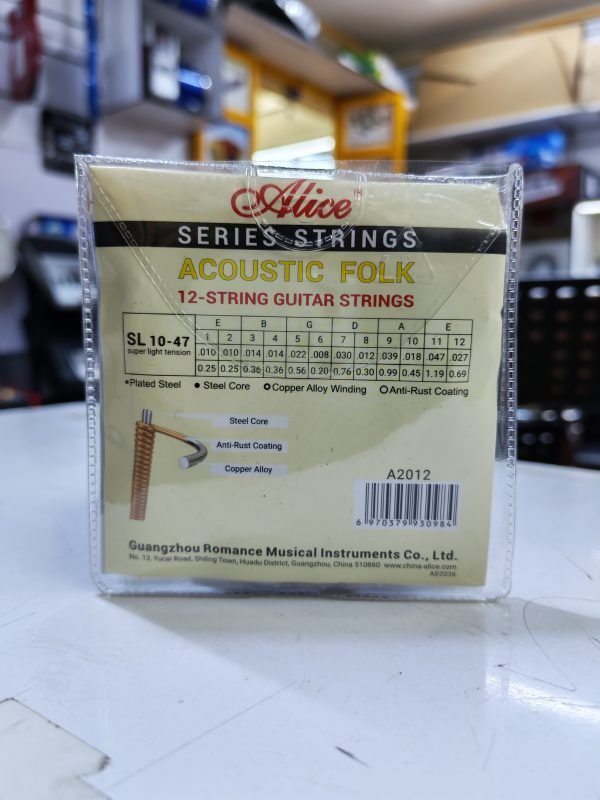 Alice®
SERIES STRINGS
ACOUSTIC FOLK
12-STRING GUITAR STRINGS
SL 10-47
super light tension
E B G D A E
1 2 3 4 5 6 7 8 9 10 11 12
.010 .010 .014 .014 .022 .008 .030 .012 .039 .018 .047 .027
0.25 0.25 0.36 0.36 0.56 0.20 0.76 0.30 0.99 0.45 1.19 0.69
•Plated Steel • Steel Core Copper Alloy Winding Anti-Rust Coating
Steel Core
Anti-Rust Coating
Copper Alloy
A2012
6 970379 930984
Guangzhou Romance Musical Instruments Co., Ltd.
No. 13, Yucai Road, Shiling Town, Huadu District, Guangzhou, China 510860 www.china-alice.com
AD2036